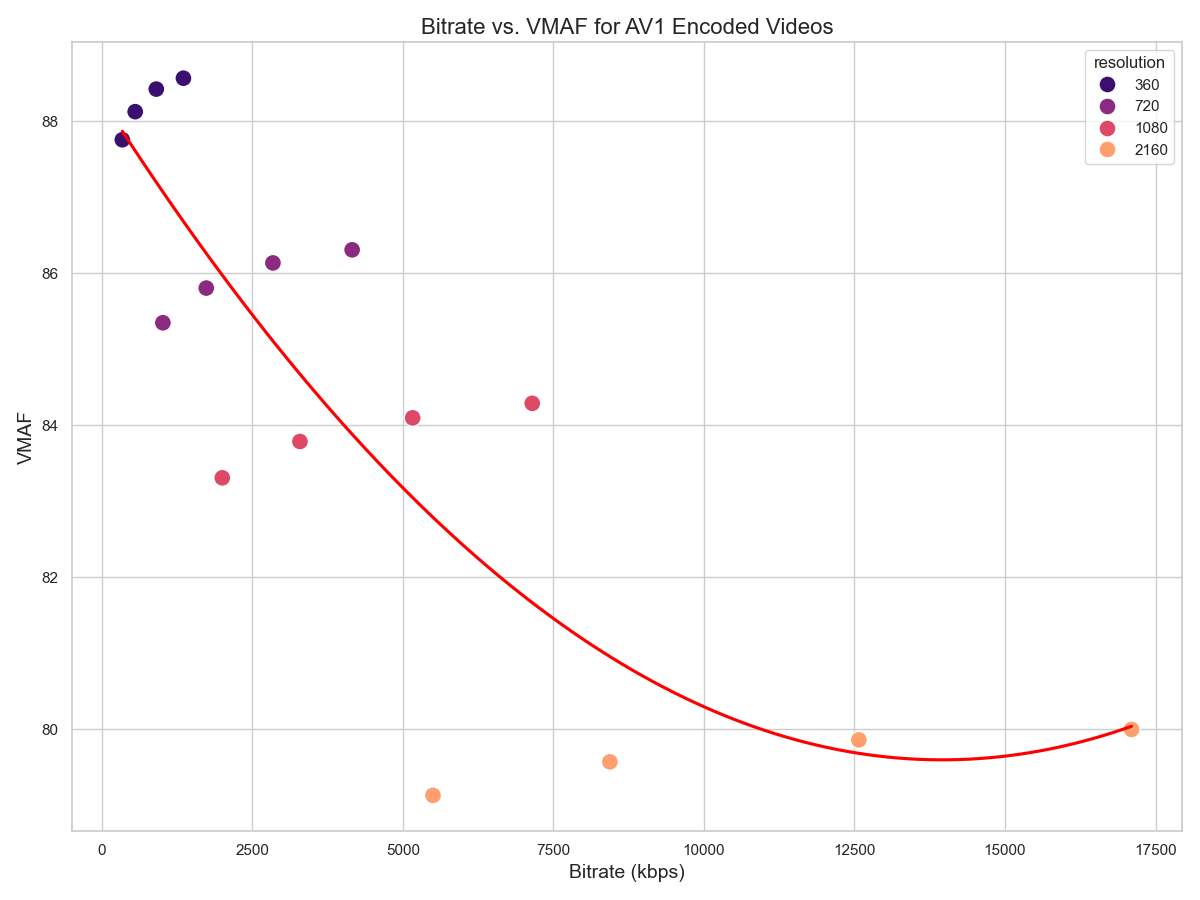 Bitrate vs. VMAF for AV1 Encoded Videos
resolution
360
720
1080
2160
VMAF
88
86
84
82
80
0 2500 5000 7500 10000 12500 15000 17500
Bitrate (kbps)